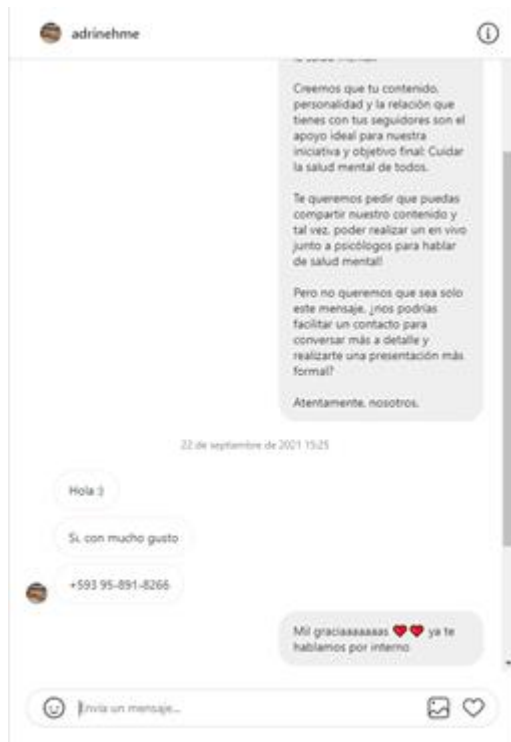 adrinehme
Creemos que tu contenido,
personalidad y la relación que
tienes con tus seguidores son el
apoyo ideal para nuestra
iniciativa y objetivo final: Cuidar
la salud mental de todos.
Te queremos pedir que puedas
compartir nuestro contenido y
tal vez, poder realizar un en vivo
junto a psicólogos para hablar
de salud mental!
Pero no queremos que sea solo
este mensaje, ¿nos podrías
facilitar un contacto para
conversar más a detalle y
realizarte una presentación más
formal?
Atentamente, nosotros.
22 de septiembre de 2021 15:25
Hola :)
Si, con mucho gusto
+593 95-891-8266
Mil graciaaaaaas ❤❤ ya te
hablamos por interno
Envía un mensaje...